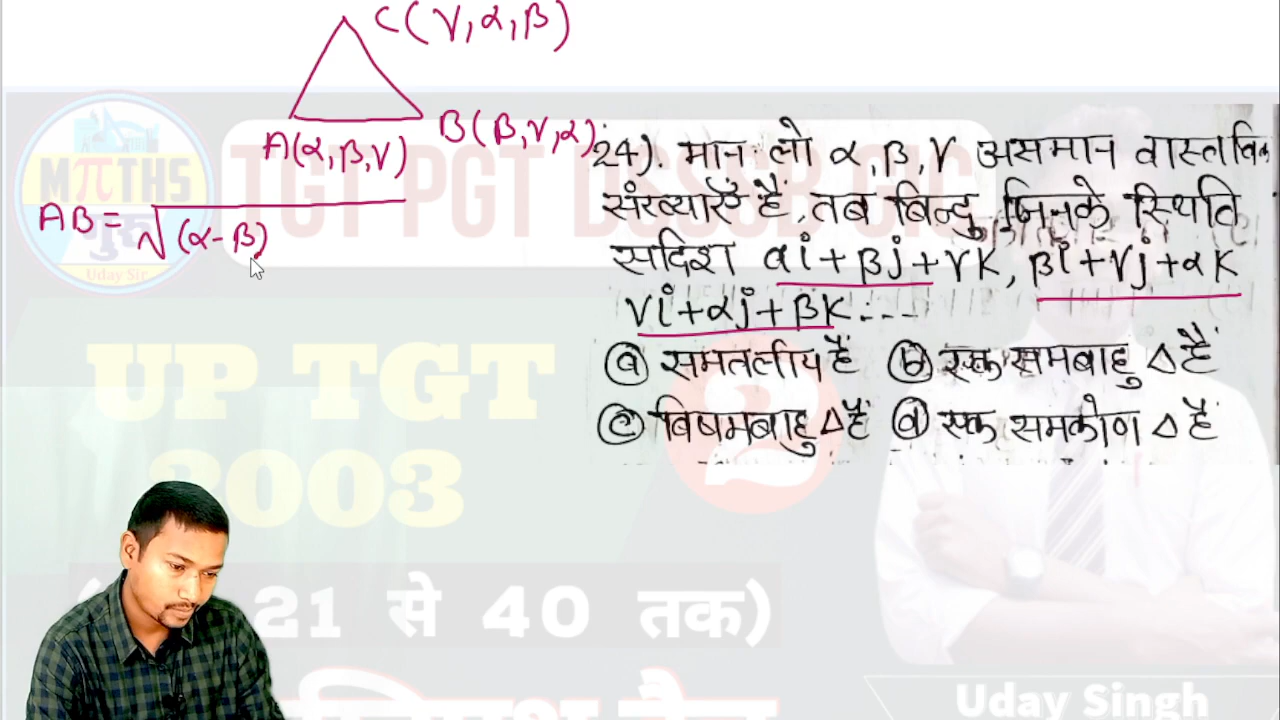 C(γ, α, β)
A(α, β, γ)
B(β, γ, α)
AB = √(α-β)
24). मान लो α, β, γ असमान वास्तविक
संख्याएँ हैं, तब बिन्दु जिनके स्थिति
सदिश αi+βj+γk, βi+γj+αk
γi+αj+βk ---
(a) समतलीय हैं (b) एक समबाहु Δ हैं
(c) विषमबाहु Δ हैं (d) एक समकोण Δ हैं
MπTHS
गुरु
Uday Sir
TGT PGT DSSSB GIC
UP TGT
2003
2
21 से 40 तक)
Uday Singh